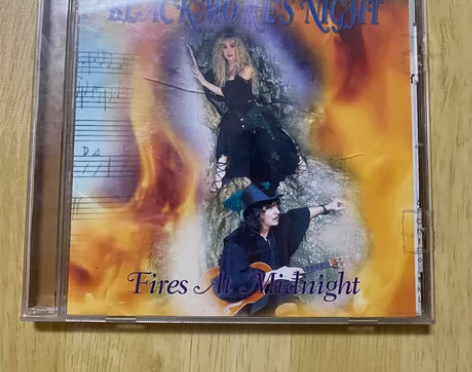 BLACKMORE'S NIGHT
D A
Fires At Midnight